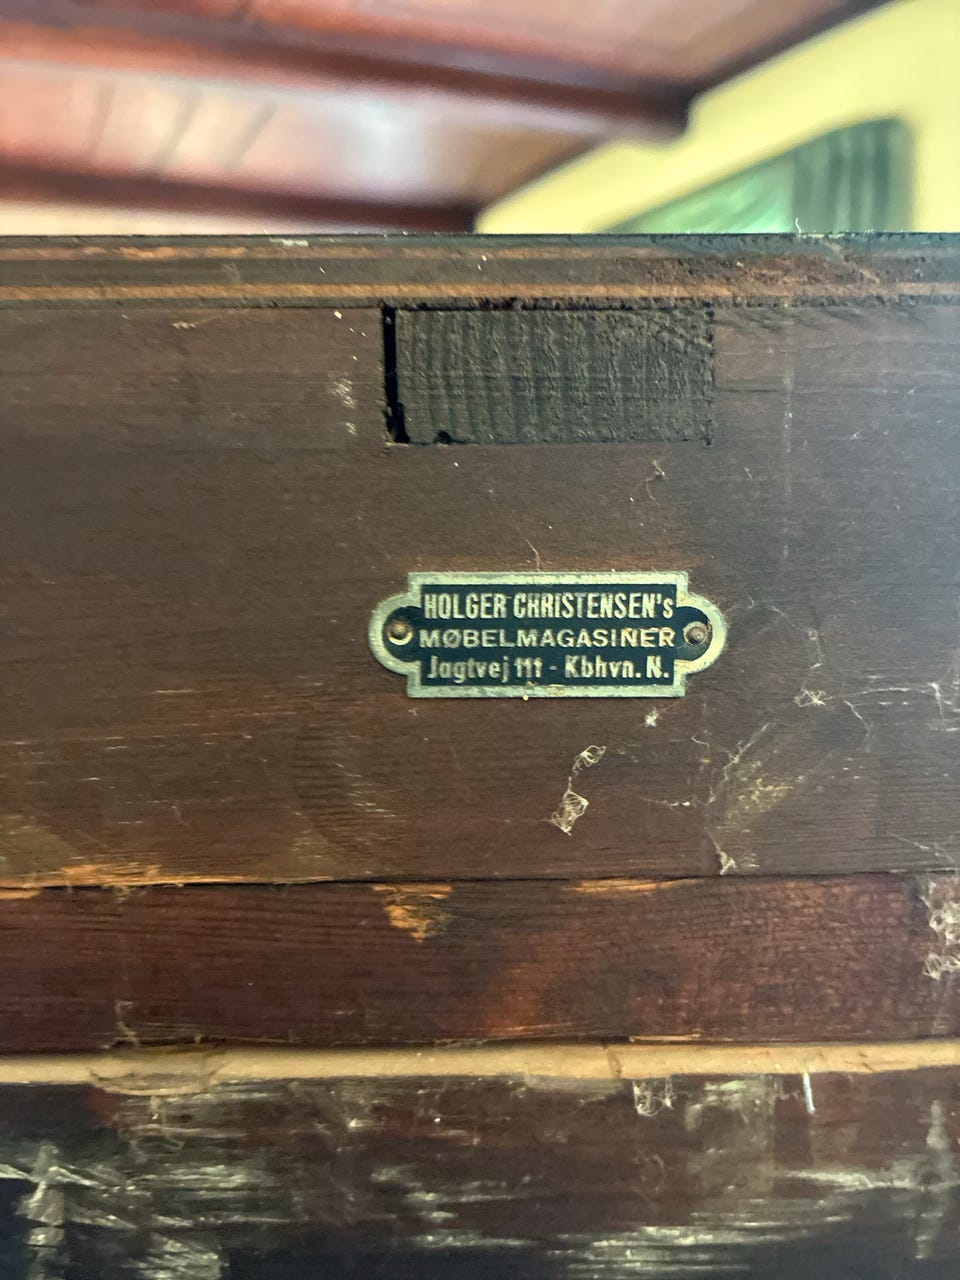 HOLGER CHRISTENSEN's
MØBELMAGASINER
Jagtvej 111 - Kbhvn. N.